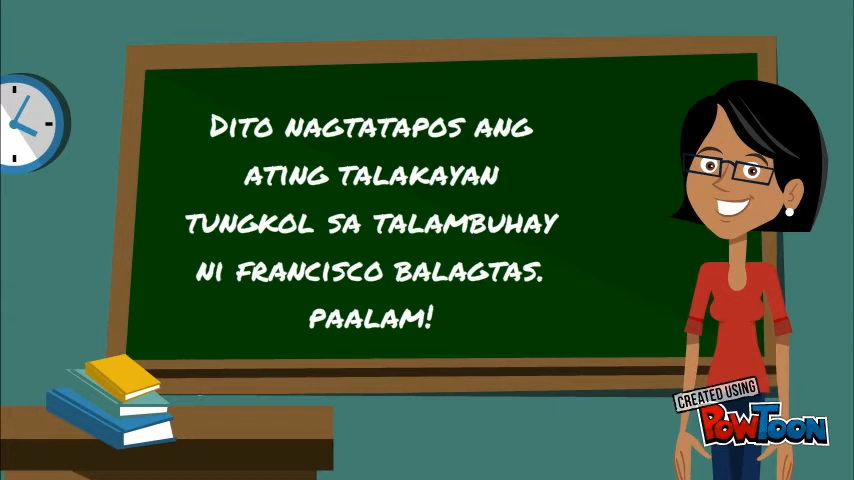 Dito nagtatapos ang
ating talakayan
tungkol sa talambuhay
ni Francisco Balagtas.
Paalam!
CREATED USING
POWTOON